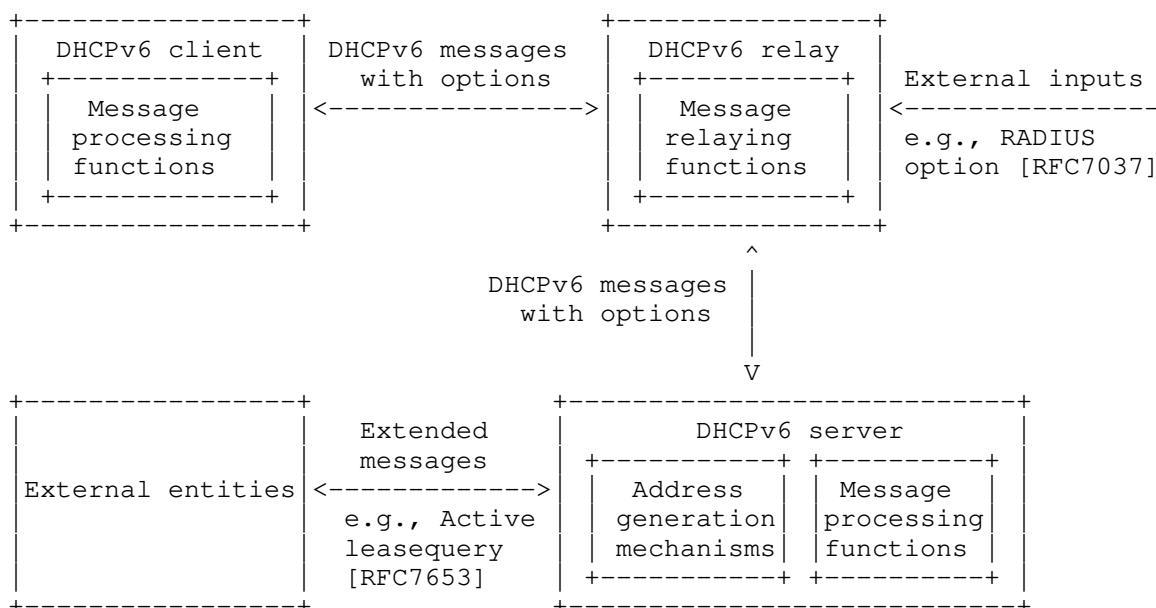 DHCPv6 client
Message
processing
functions
DHCPv6 messages
with options
DHCPv6 relay
Message
relaying
functions
External inputs
e.g., RADIUS
option [RFC7037]
DHCPv6 messages
with options
External entities
Extended
messages
e.g., Active
leasequery
[RFC7653]
DHCPv6 server
Address
generation
mechanisms
Message
processing
functions